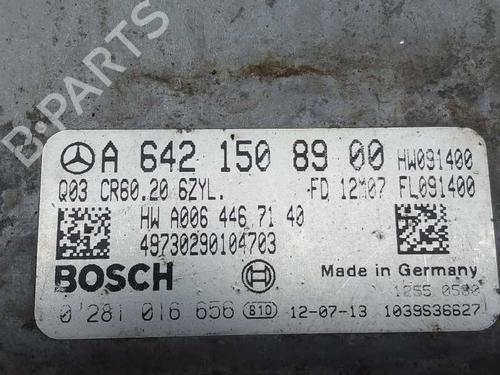 B-PARTS
A 642 150 89 00 HW091400
Q03 CR60.20 6ZYL. FD 12M07 FL091400
HW A006 446 71 40
49730290104703
BOSCH Made in Germany
1255 0500
0 281 016 656 B10 12-07-13 1039S36627